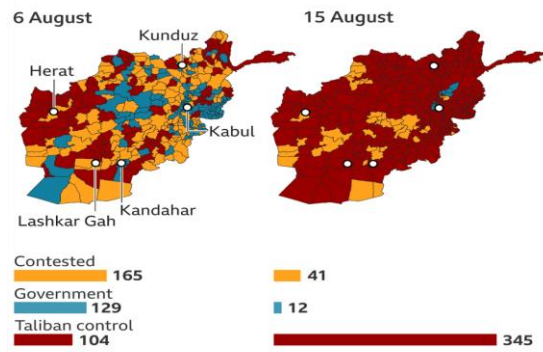 6 August
15 August
Kunduz
Herat
Kabul
Lashkar Gah
Kandahar
Contested
165
41
Government
129
12
Taliban control
104
345